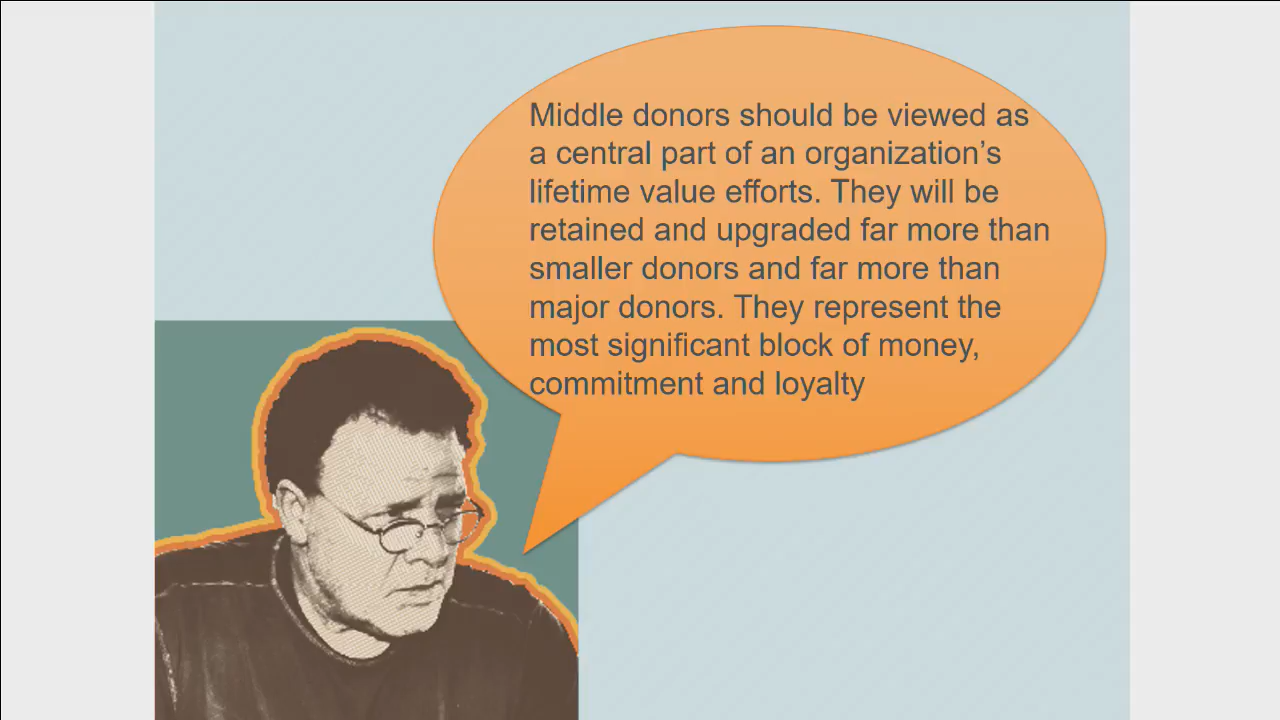 Middle donors should be viewed as
a central part of an organization’s
lifetime value efforts. They will be
retained and upgraded far more than
smaller donors and far more than
major donors. They represent the
most significant block of money,
commitment and loyalty